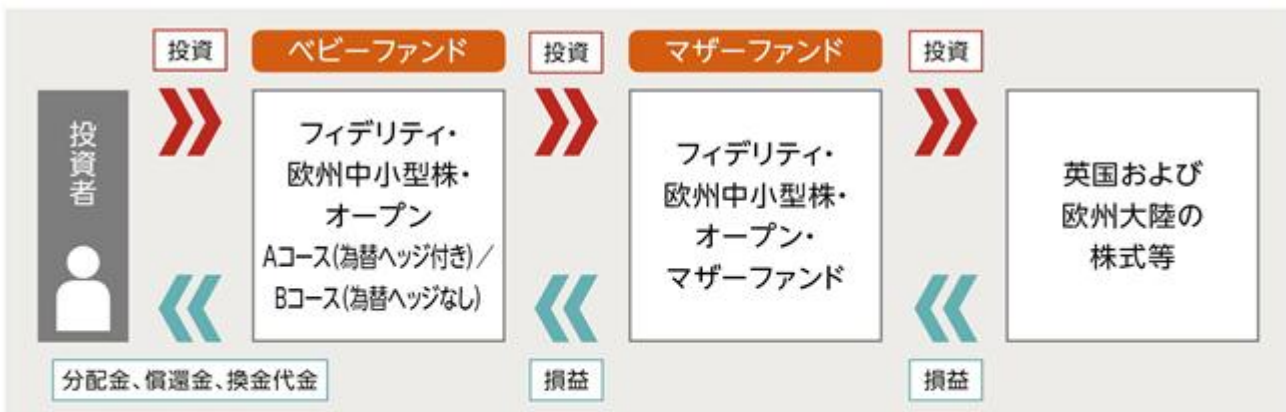 投資
ベビーファンド
投資
マザーファンド
投資
投資者
フィデリティ・
欧州中小型株・
オープン
Aコース(為替ヘッジ付き)／
Bコース(為替ヘッジなし)
フィデリティ・
欧州中小型株・
オープン・
マザーファンド
英国および
欧州大陸の
株式等
分配金、償還金、換金代金
損益
損益